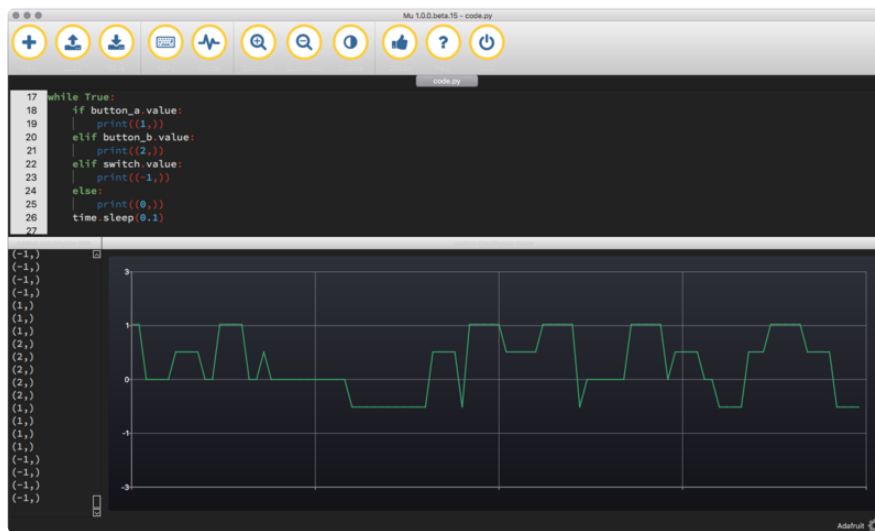 Mu 1.0.0.beta.15 - code.py
code.py
17 while True:
18 if button_a.value:
19 print((1,))
20 elif button_b.value:
21 print((2,))
22 elif switch.value:
23 print((-1,))
24 else:
25 print((0,))
26 time.sleep(0.1)
27
(-1,)
(-1,)
(-1,)
(-1,)
(1,)
(1,)
(1,)
(2,)
(2,)
(2,)
(2,)
(2,)
(1,)
(1,)
(1,)
(1,)
(-1,)
(-1,)
(-1,)
(-1,)
3
1
0
-1
-3
Adafruit